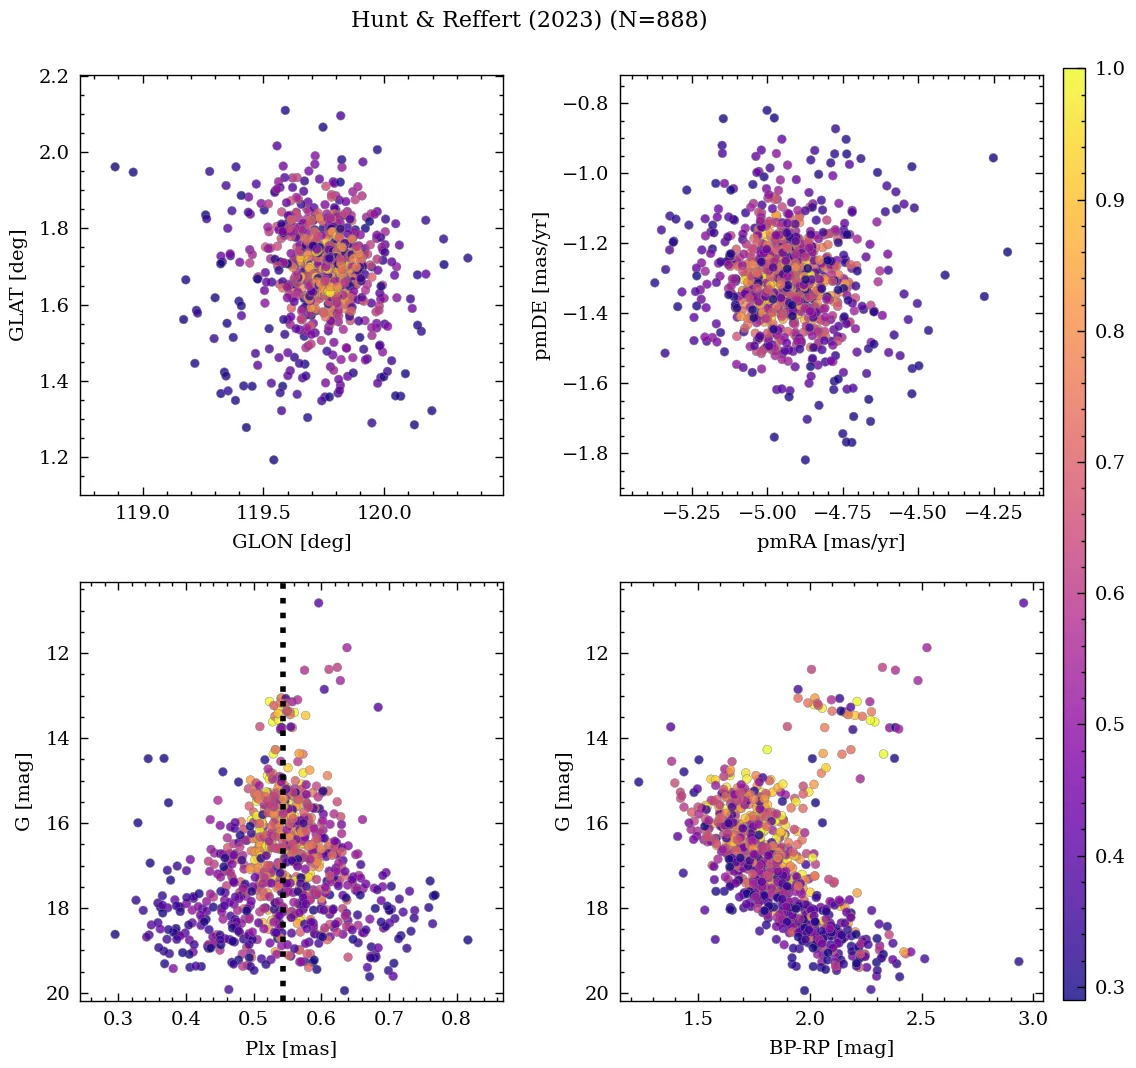 Hunt & Reffert (2023) (N=888)
2.2
2.0
1.8
1.6
1.4
1.2
GLAT [deg]
119.0 119.5 120.0
GLON [deg]
−0.8
−1.0
−1.2
−1.4
−1.6
−1.8
pmDE [mas/yr]
−5.25 −5.00 −4.75 −4.50 −4.25
pmRA [mas/yr]
12
14
16
18
20
G [mag]
0.3 0.4 0.5 0.6 0.7 0.8
Plx [mas]
12
14
16
18
20
G [mag]
1.5 2.0 2.5 3.0
BP-RP [mag]
1.0
0.9
0.8
0.7
0.6
0.5
0.4
0.3